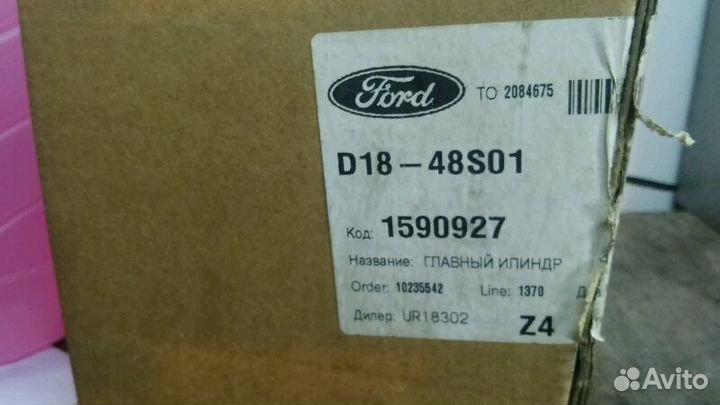 Ford TO 2084675
D18-48S01
Код: 1590927
Название: ГЛАВНЫЙ ИЛИНДР
Order: 10235542 Line: 1370
Дилер: UR18302 Z4
Avito